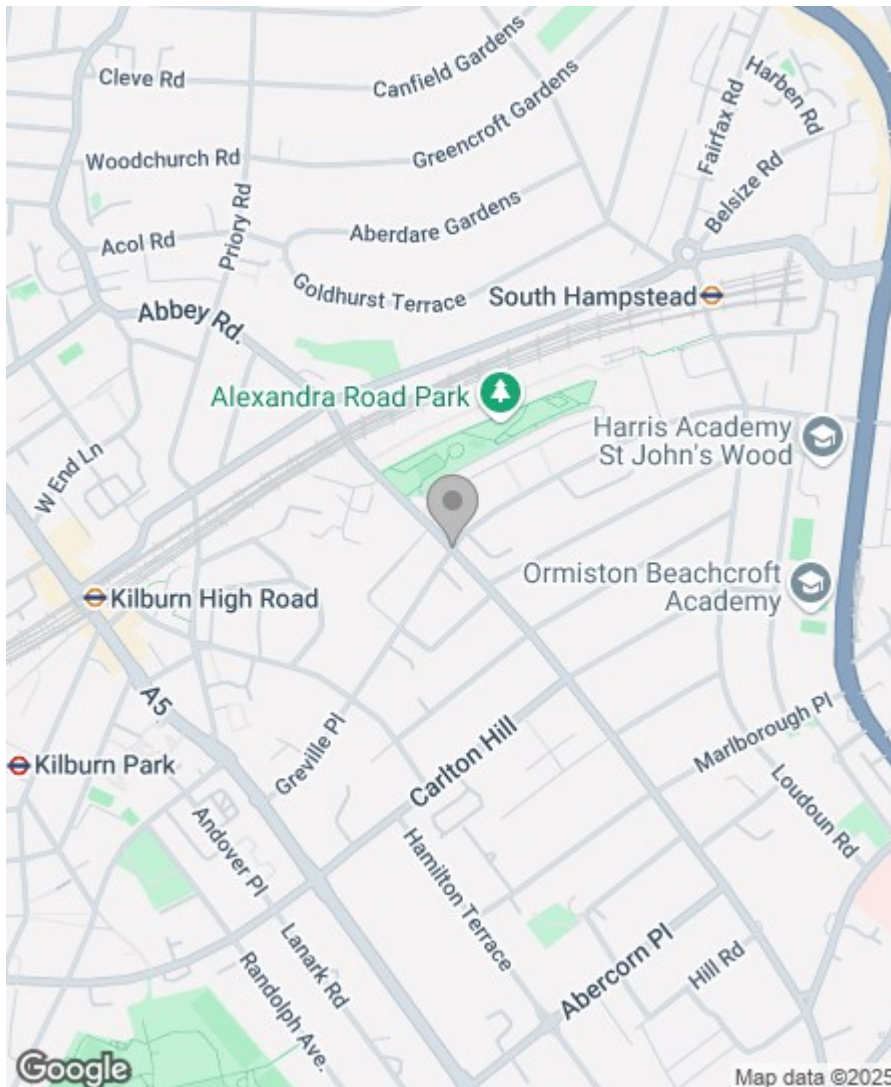 Cleve Rd
Canfield Gardens
Harben Rd
Greencroft Gardens
Fairfax Rd
Woodchurch Rd
Belsize Rd
Priory Rd
Aberdare Gardens
Acol Rd
Goldhurst Terrace
South Hampstead
Abbey Rd.
Alexandra Road Park
Harris Academy
St John's Wood
W End Ln
Ormiston Beachcroft
Academy
Kilburn High Road
A5
Marlborough Pl
Greville Pl
Carlton Hill
Kilburn Park
Loudoun Rd
Andover Pl
Hamilton Terrace
Lanark Rd
Abercorn Pl
Hill Rd
Randolph Ave.
Google
Map data ©2025